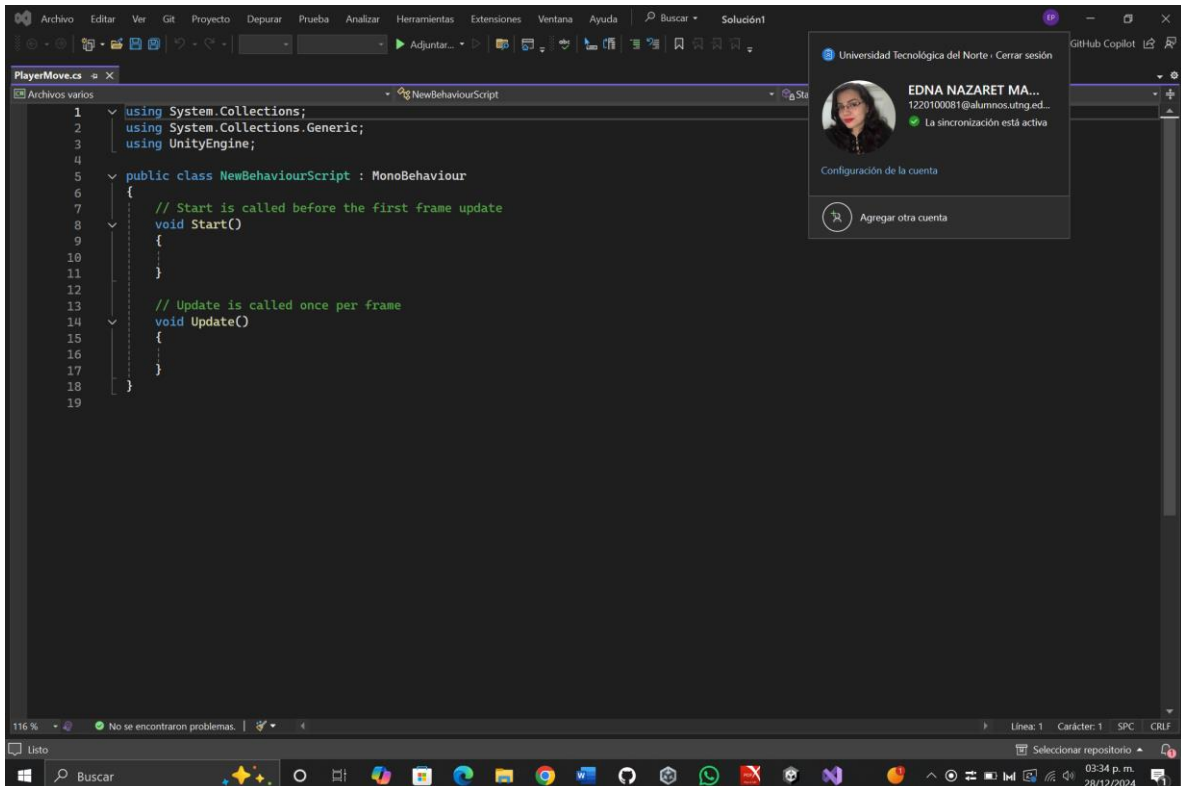 Archivo Editar Ver Git Proyecto Depurar Prueba Analizar Herramientas Extensiones Ventana Ayuda Buscar Solución1 EP
Adjuntar... GitHub Copilot
Universidad Tecnológica del Norte Cerrar sesión
EDNA NAZARET MA...
1220100081@alumnos.utng.ed...
La sincronización está activa
Configuración de la cuenta
Agregar otra cuenta
PlayerMove.cs
Archivos varios NewBehaviourScript Sta
1 using System.Collections;
2 using System.Collections.Generic;
3 using UnityEngine;
4
5 public class NewBehaviourScript : MonoBehaviour
6 {
7 // Start is called before the first frame update
8 void Start()
9 {
10
11 }
12
13 // Update is called once per frame
14 void Update()
15 {
16
17 }
18 }
19
116 % No se encontraron problemas. Línea: 1 Carácter: 1 SPC CRLF
Listo Seleccionar repositorio
Buscar 03:34 p. m.
28/12/2024